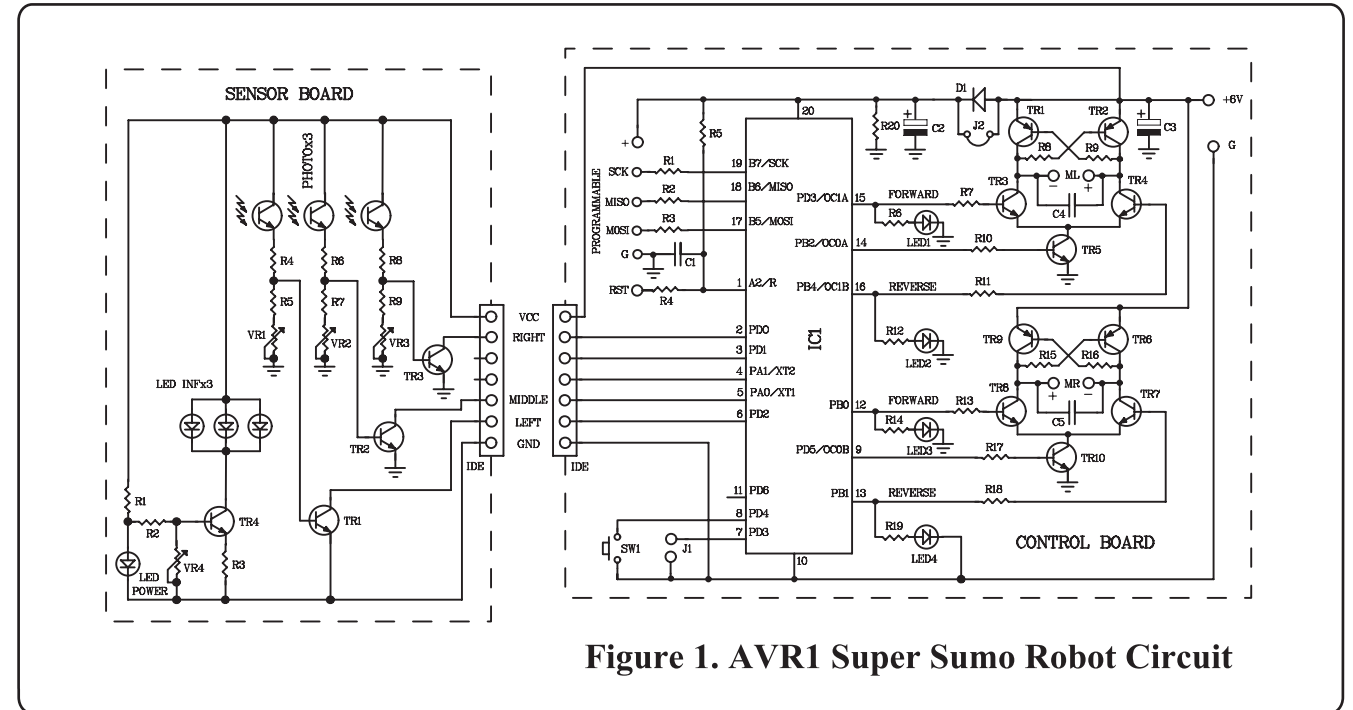 SENSOR BOARD
PHOTOx3
R4
R6
R8
R5
R7
R9
VR1
VR2
VR3
TR3
LED INFx3
TR2
R1
R2
TR4
TR1
VR4
R3
LED
POWER
VCC
RIGHT
MIDDLE
LEFT
GND
IDE
IDE
PROGRAMMABLE
+
SCK
R1
MISO
R2
MOSI
R3
G
C1
RST
R4
R5
20
19 B7/SCK
18 B6/MISO
17 B5/MOSI
1 A2/R
2 PD0
3 PD1
4 PA1/XT2
5 PA0/XT1
6 PD2
11 PD6
8 PD4
7 PD3
10
IC1
PD3/OC1A 15
PB2/OC0A 14
PB4/OC1B 16
PB0 12
PD5/OC0B 9
PB1 13
SW1
J1
R20
+
C2
D1
J2
TR1
TR2
R8
R9
+
C3
+6V
G
FORWARD
R7
R6
LED1
TR3
ML
-
+
TR4
C4
R10
TR5
REVERSE
R11
R12
LED2
TR9
TR6
R15
R16
FORWARD
R13
R14
LED3
TR8
MR
+
-
TR7
C5
R17
TR10
REVERSE
R18
R19
LED4
CONTROL BOARD
Figure 1. AVR1 Super Sumo Robot Circuit